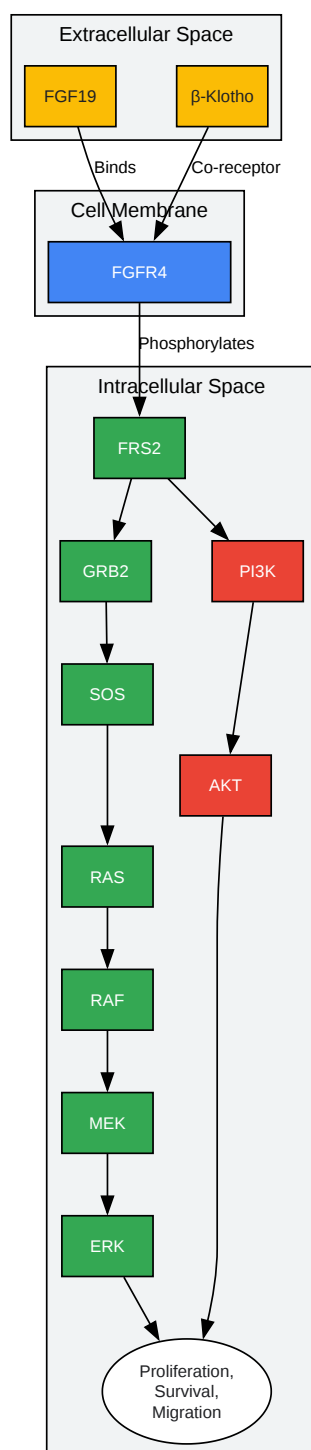 Extracellular Space
FGF19
β-Klotho
Binds
Co-receptor
Cell Membrane
FGFR4
Phosphorylates
Intracellular Space
FRS2
GRB2
PI3K
SOS
AKT
RAS
RAF
MEK
ERK
Proliferation,
Survival,
Migration